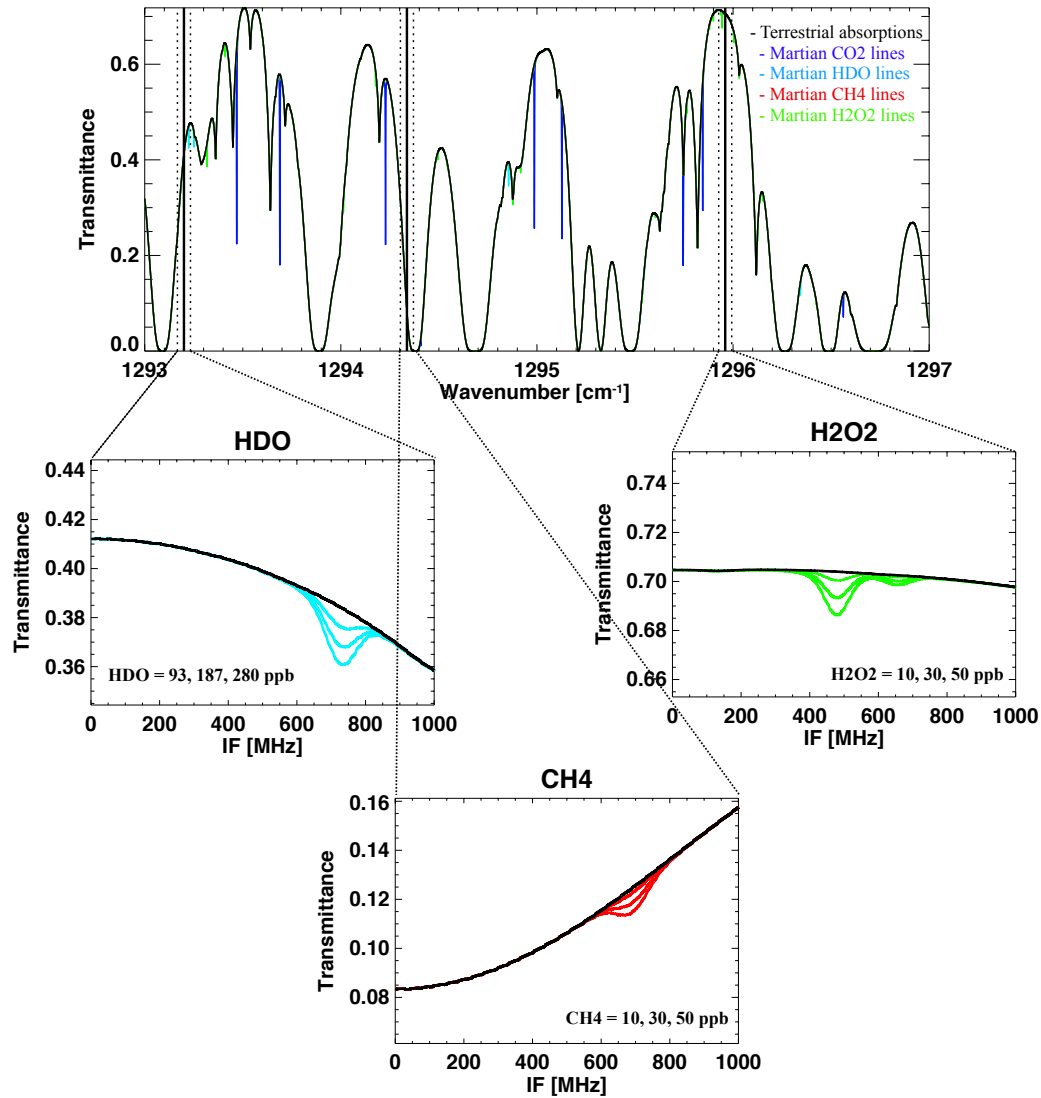 Transmittance
0.6
0.4
0.2
0.0
- Terrestrial absorptions
- Martian CO2 lines
- Martian HDO lines
- Martian CH4 lines
- Martian H2O2 lines
1293 1294 1295 1296 1297
Wavenumber [cm-1]
HDO
Transmittance
0.44
0.42
0.40
0.38
0.36
HDO = 93, 187, 280 ppb
0 200 400 600 800 1000
IF [MHz]
H2O2
Transmittance
0.74
0.72
0.70
0.68
0.66
H2O2 = 10, 30, 50 ppb
0 200 400 600 800 1000
IF [MHz]
CH4
Transmittance
0.16
0.14
0.12
0.10
0.08
CH4 = 10, 30, 50 ppb
0 200 400 600 800 1000
IF [MHz]